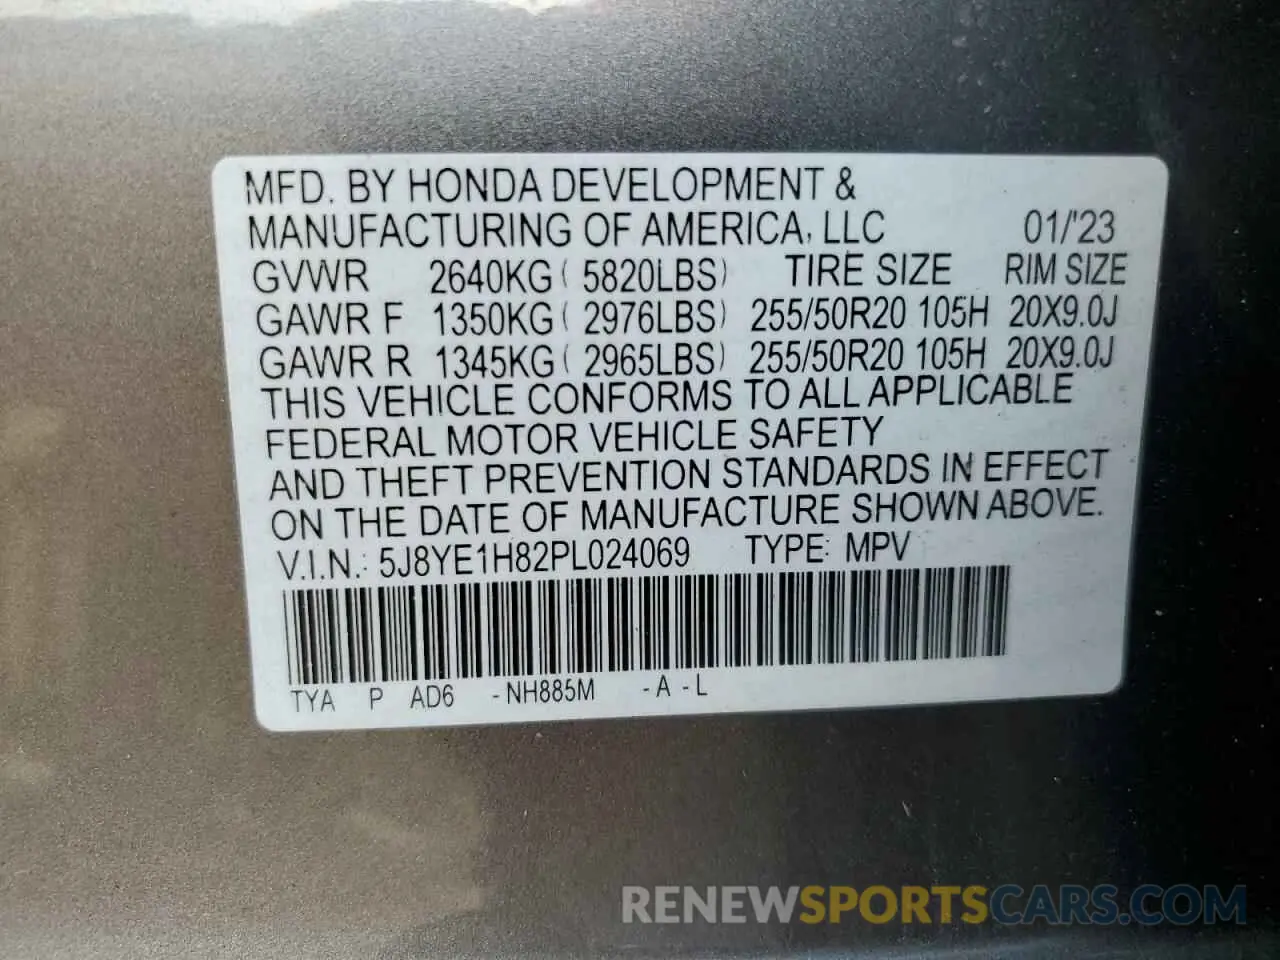 MFD. BY HONDA DEVELOPMENT &
MANUFACTURING OF AMERICA, LLC 01/'23
GVWR 2640KG ( 5820LBS) TIRE SIZE RIM SIZE
GAWR F 1350KG ( 2976LBS) 255/50R20 105H 20X9.0J
GAWR R 1345KG ( 2965LBS) 255/50R20 105H 20X9.0J
THIS VEHICLE CONFORMS TO ALL APPLICABLE
FEDERAL MOTOR VEHICLE SAFETY
AND THEFT PREVENTION STANDARDS IN EFFECT
ON THE DATE OF MANUFACTURE SHOWN ABOVE.
V.I.N.: 5J8YE1H82PL024069 TYPE: MPV
TYA P AD6 -NH885M -A -L
RENEWSPORTSCARS.COM